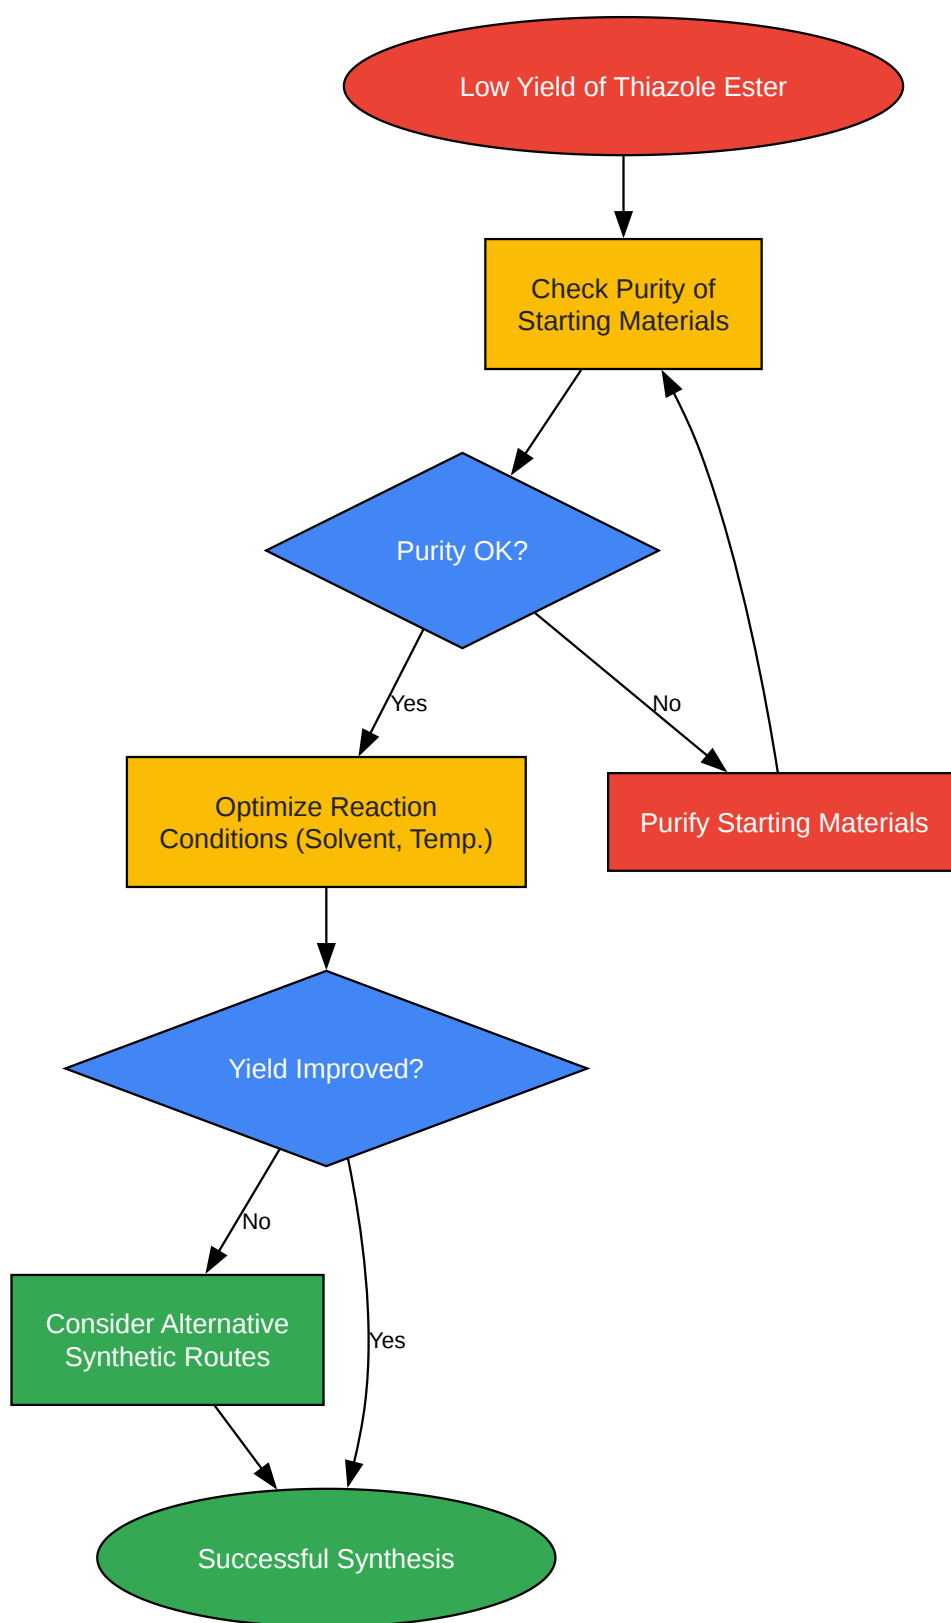 Low Yield of Thiazole Ester
Check Purity of
Starting Materials
Purity OK?
Yes
No
Optimize Reaction
Conditions (Solvent, Temp.)
Purify Starting Materials
Yield Improved?
No
Consider Alternative
Synthetic Routes
Yes
Successful Synthesis